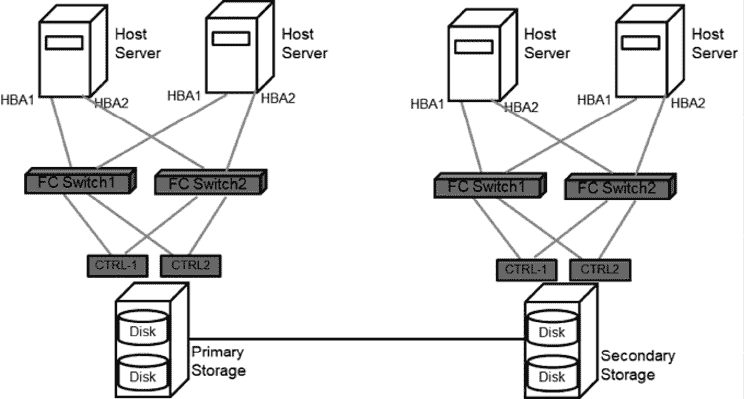 Host
Server
Host
Server
HBA1
HBA2
HBA1
HBA2
FC Switch1
FC Switch2
CTRL-1
CTRL2
Disk
Disk
Primary
Storage
Host
Server
Host
Server
HBA1
HBA2
HBA1
HBA2
FC Switch1
FC Switch2
CTRL-1
CTRL2
Disk
Disk
Secondary
Storage